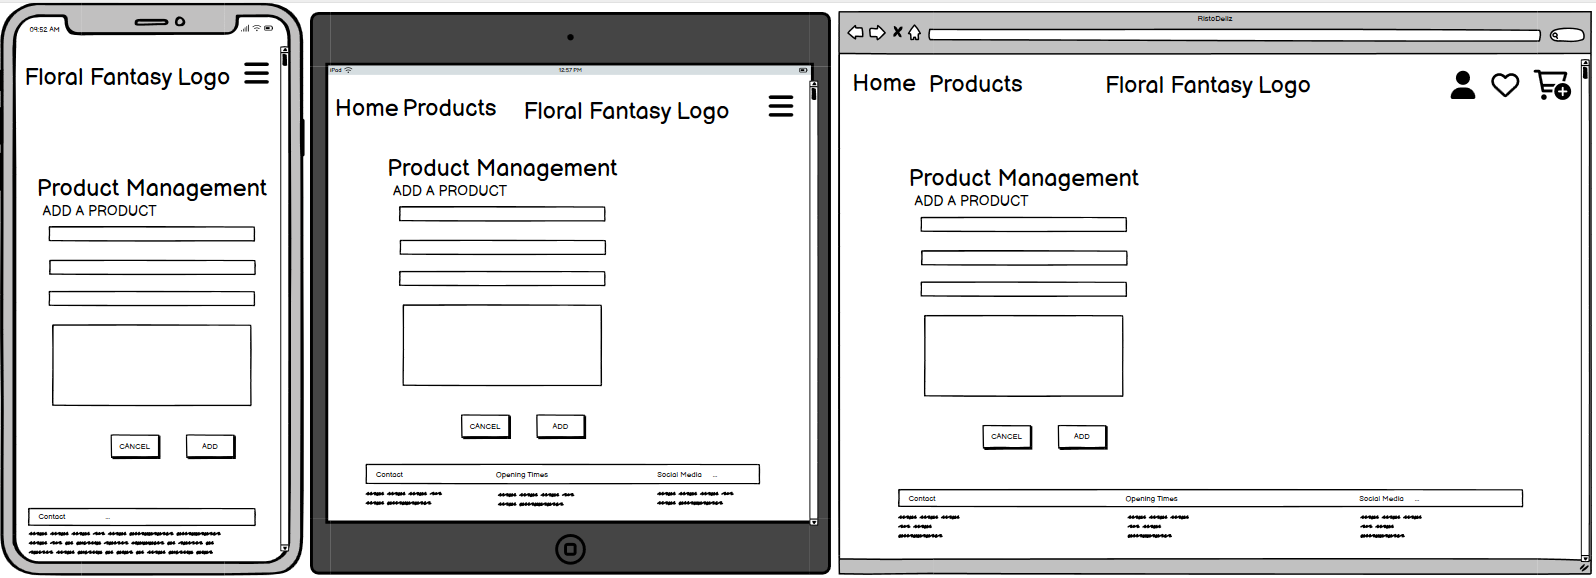 09:52 AM
Floral Fantasy Logo
Product Management
ADD A PRODUCT
CANCEL ADD
Contact ...
iPad 12:57 PM
Home Products Floral Fantasy Logo
Product Management
ADD A PRODUCT
CANCEL ADD
Contact Opening Times Social Media ...
RistoDeliz
Home Products Floral Fantasy Logo
Product Management
ADD A PRODUCT
CANCEL ADD
Contact Opening Times Social Media ...